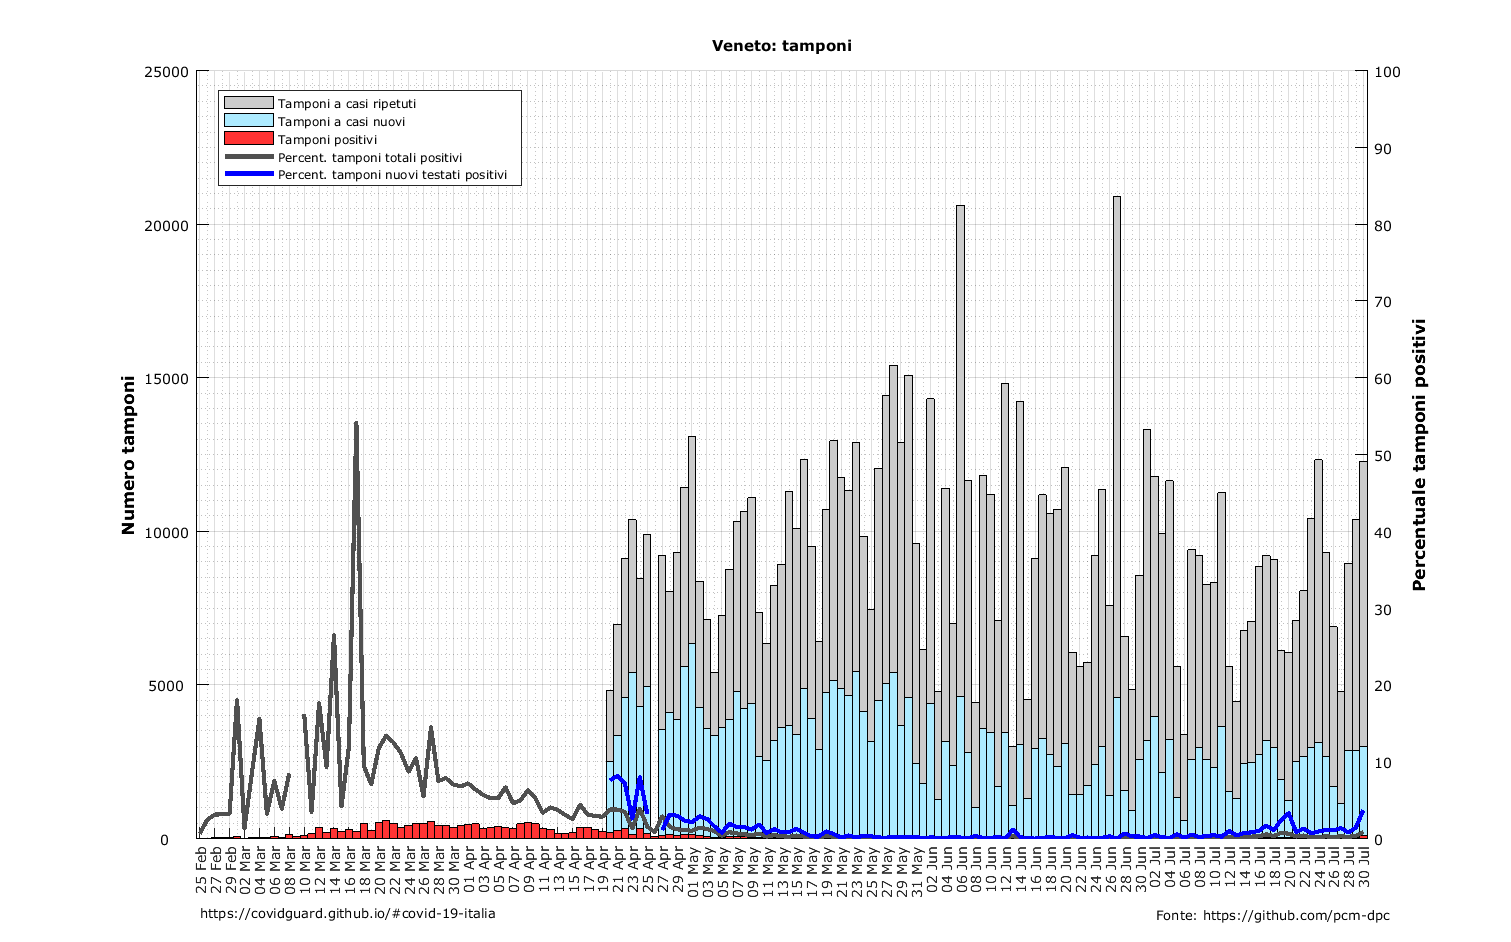 Veneto: tamponi
25000
20000
15000
10000
5000
0
Numero tamponi
Tamponi a casi ripetuti
Tamponi a casi nuovi
Tamponi positivi
Percent. tamponi totali positivi
Percent. tamponi nuovi testati positivi
100
90
80
70
60
50
40
30
20
10
0
Percentuale tamponi positivi
25 Feb
27 Feb
29 Feb
02 Mar
04 Mar
06 Mar
08 Mar
10 Mar
12 Mar
14 Mar
16 Mar
18 Mar
20 Mar
22 Mar
24 Mar
26 Mar
28 Mar
30 Mar
01 Apr
03 Apr
05 Apr
07 Apr
09 Apr
11 Apr
13 Apr
15 Apr
17 Apr
19 Apr
21 Apr
23 Apr
25 Apr
27 Apr
29 Apr
01 May
03 May
05 May
07 May
09 May
11 May
13 May
15 May
17 May
19 May
21 May
23 May
25 May
27 May
29 May
31 May
02 Jun
04 Jun
06 Jun
08 Jun
10 Jun
12 Jun
14 Jun
16 Jun
18 Jun
20 Jun
22 Jun
24 Jun
26 Jun
28 Jun
30 Jun
02 Jul
04 Jul
06 Jul
08 Jul
10 Jul
12 Jul
14 Jul
16 Jul
18 Jul
20 Jul
22 Jul
24 Jul
26 Jul
28 Jul
30 Jul
https://covidguard.github.io/#covid-19-italia
Fonte: https://github.com/pcm-dpc